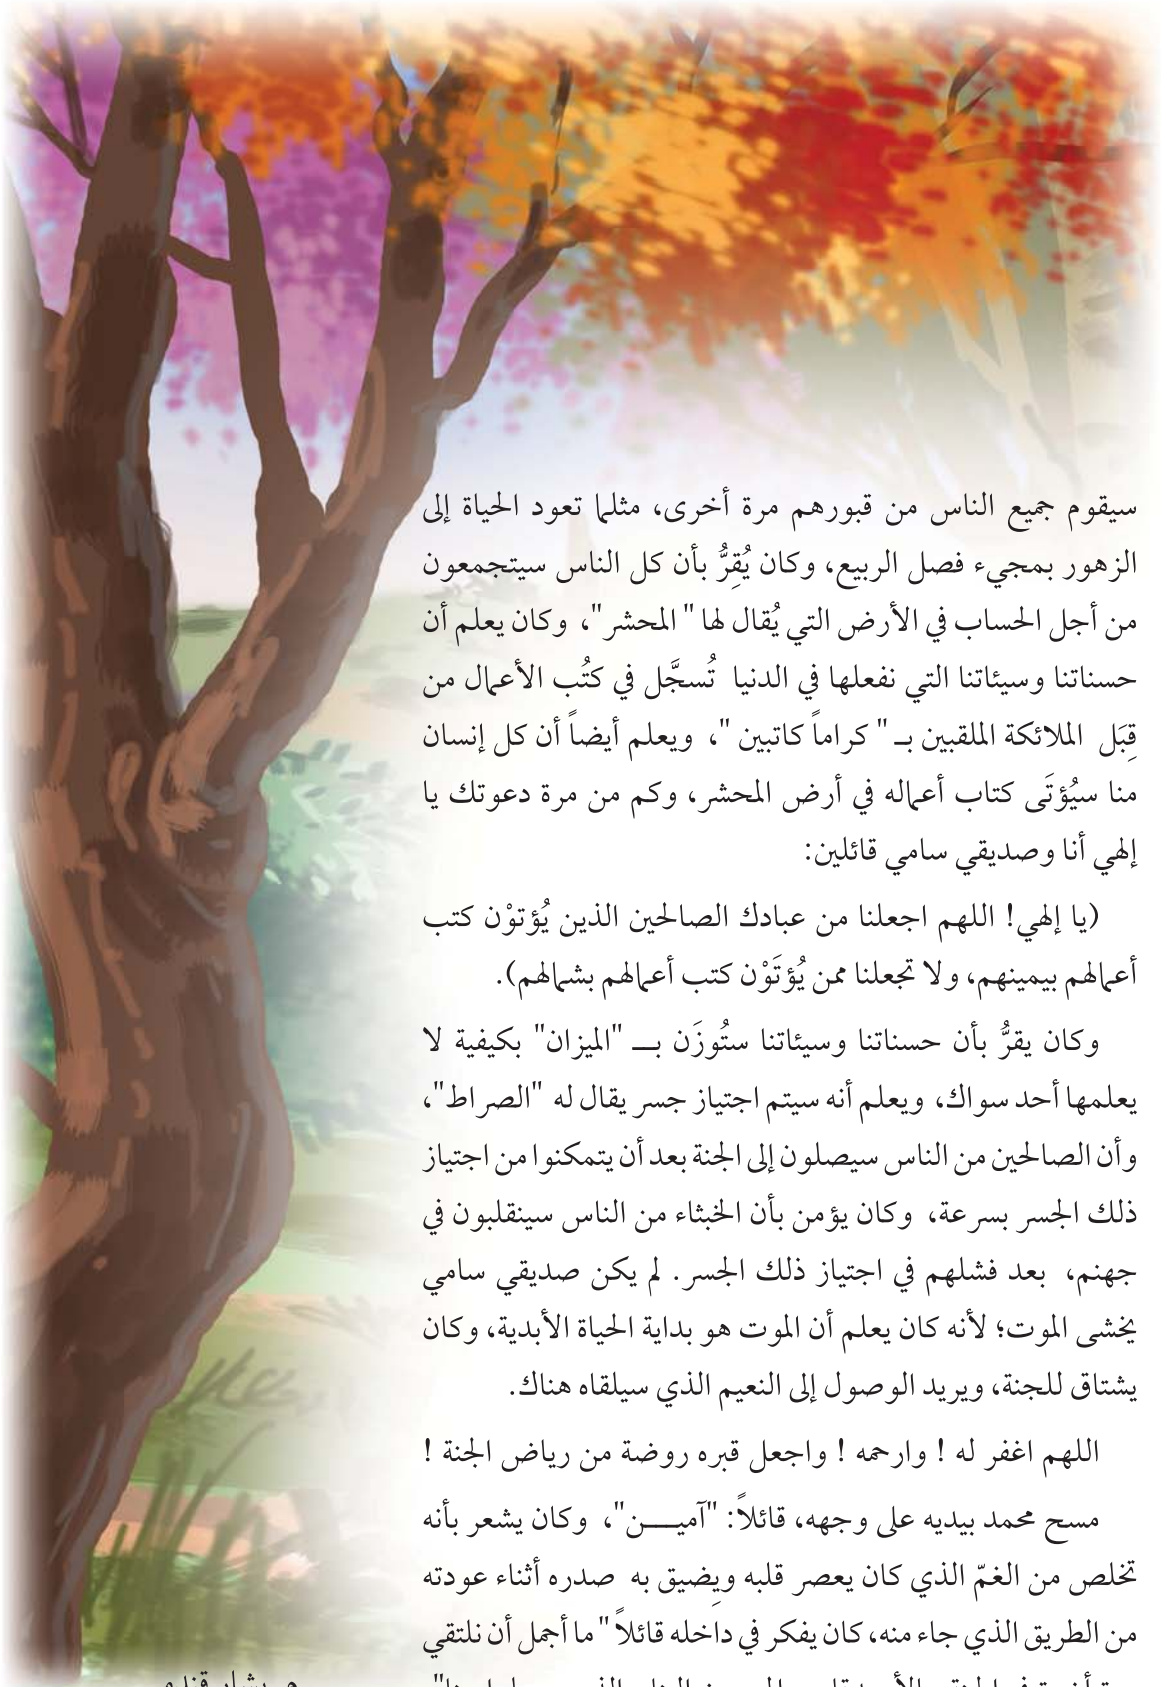 سيقوم جميع الناس من قبورهم مرة أخرى، مثلما تعود الحياة إلى
الزهور بمجيء فصل الربيع، وكان يُقِرُّ بأن كل الناس سيتجمعون
من أجل الحساب في الأرض التي يُقال لها " المحشر "، وكان يعلم أن
حسناتنا وسيئاتنا التي نفعلها في الدنيا تُسجَّل في كتُب الأعمال من
قِبَل الملائكة الملقبين بـ " كراماً كاتبين "، ويعلم أيضاً أن كل إنسان
منا سيُؤتَى كتاب أعماله في أرض المحشر، وكم من مرة دعوتك يا
إلهي أنا وصديقي سامي قائلين:
(يا إلهي! اللهم اجعلنا من عبادك الصالحين الذين يُؤتوْن كتب
أعمالهم بيمينهم، ولا تجعلنا ممن يُؤتَوْن كتب أعمالهم بشمالهم).
وكان يقرُّ بأن حسناتنا وسيئاتنا ستُوزَن بـ "الميزان" بكيفية لا
يعلمها أحد سواك، ويعلم أنه سيتم اجتياز جسر يقال له "الصراط"،
وأن الصالحين من الناس سيصلون إلى الجنة بعد أن يتمكنوا من اجتياز
ذلك الجسر بسرعة، وكان يؤمن بأن الخبثاء من الناس سينقلبون في
جهنم، بعد فشلهم في اجتياز ذلك الجسر. لم يكن صديقي سامي
يخشى الموت؛ لأنه كان يعلم أن الموت هو بداية الحياة الأبدية، وكان
يشتاق للجنة، ويريد الوصول إلى النعيم الذي سيلقاه هناك.
اللهم اغفر له ! وارحمه ! واجعل قبره روضة من رياض الجنة !
مسح محمد بيديه على وجهه، قائلاً: "آميـــن"، وكان يشعر بأنه
تخلص من الغمّ الذي كان يعصر قلبه ويِضيق به صدره أثناء عودته
من الطريق الذي جاء منه، كان يفكر في داخله قائلاً " ما أجمل أن نلتقي